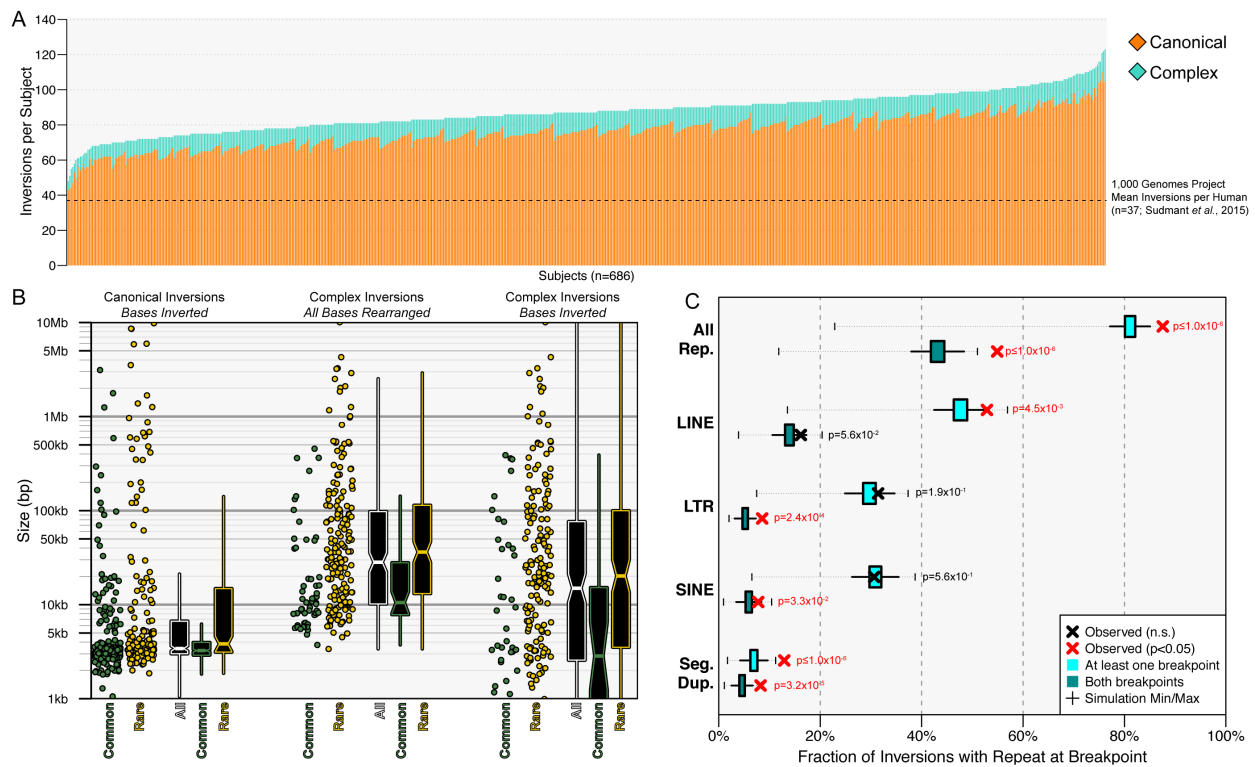 A
140
120
100
80
60
40
20
0
Inversions per Subject
Subjects (n=686)
Canonical
Complex
1,000 Genomes Project
Mean Inversions per Human
(n=37; Sudmant et al., 2015)
B
Canonical Inversions
Bases Inverted
Complex Inversions
All Bases Rearranged
Complex Inversions
Bases Inverted
10Mb
5Mb
1Mb
500kb
100kb
50kb
10kb
5kb
1kb
Size (bp)
Common
Rare
All
Common
Rare
Common
Rare
All
Common
Rare
Common
Rare
All
Common
Rare
C
All
Rep.
p≤1.0x10-6
p≤1.0x10-6
LINE
p=4.5x10-3
p=5.6x10-2
LTR
p=1.9x10-1
SINE
p=5.6x10-1
p=3.3x10-2
Seg.
Dup.
p≤1.0x10-6
Observed (n.s.)
Observed (p<0.05)
At least one breakpoint
Both breakpoints
Simulation Min/Max
0%
20%
40%
60%
80%
100%
Fraction of Inversions with Repeat at Breakpoint